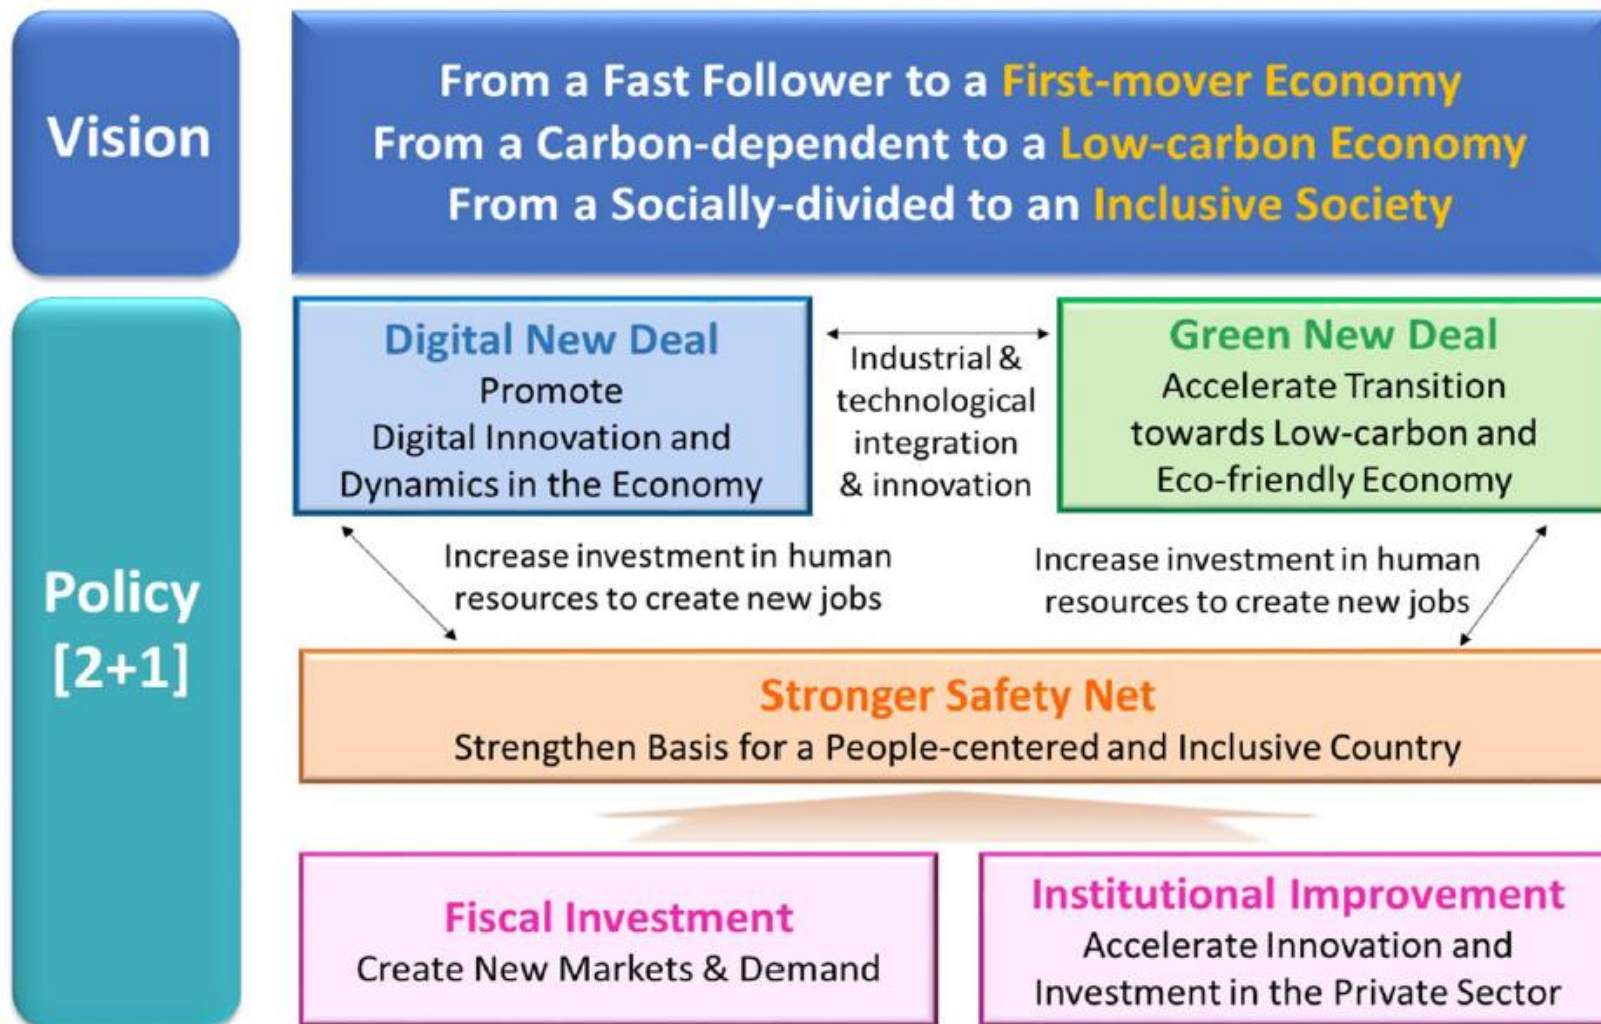 Vision
From a Fast Follower to a First-mover Economy
From a Carbon-dependent to a Low-carbon Economy
From a Socially-divided to an Inclusive Society
Policy
[2+1]
Digital New Deal
Promote
Digital Innovation and
Dynamics in the Economy
Industrial &
technological
integration
& innovation
Green New Deal
Accelerate Transition
towards Low-carbon and
Eco-friendly Economy
Increase investment in human
resources to create new jobs
Increase investment in human
resources to create new jobs
Stronger Safety Net
Strengthen Basis for a People-centered and Inclusive Country
Fiscal Investment
Create New Markets & Demand
Institutional Improvement
Accelerate Innovation and
Investment in the Private Sector